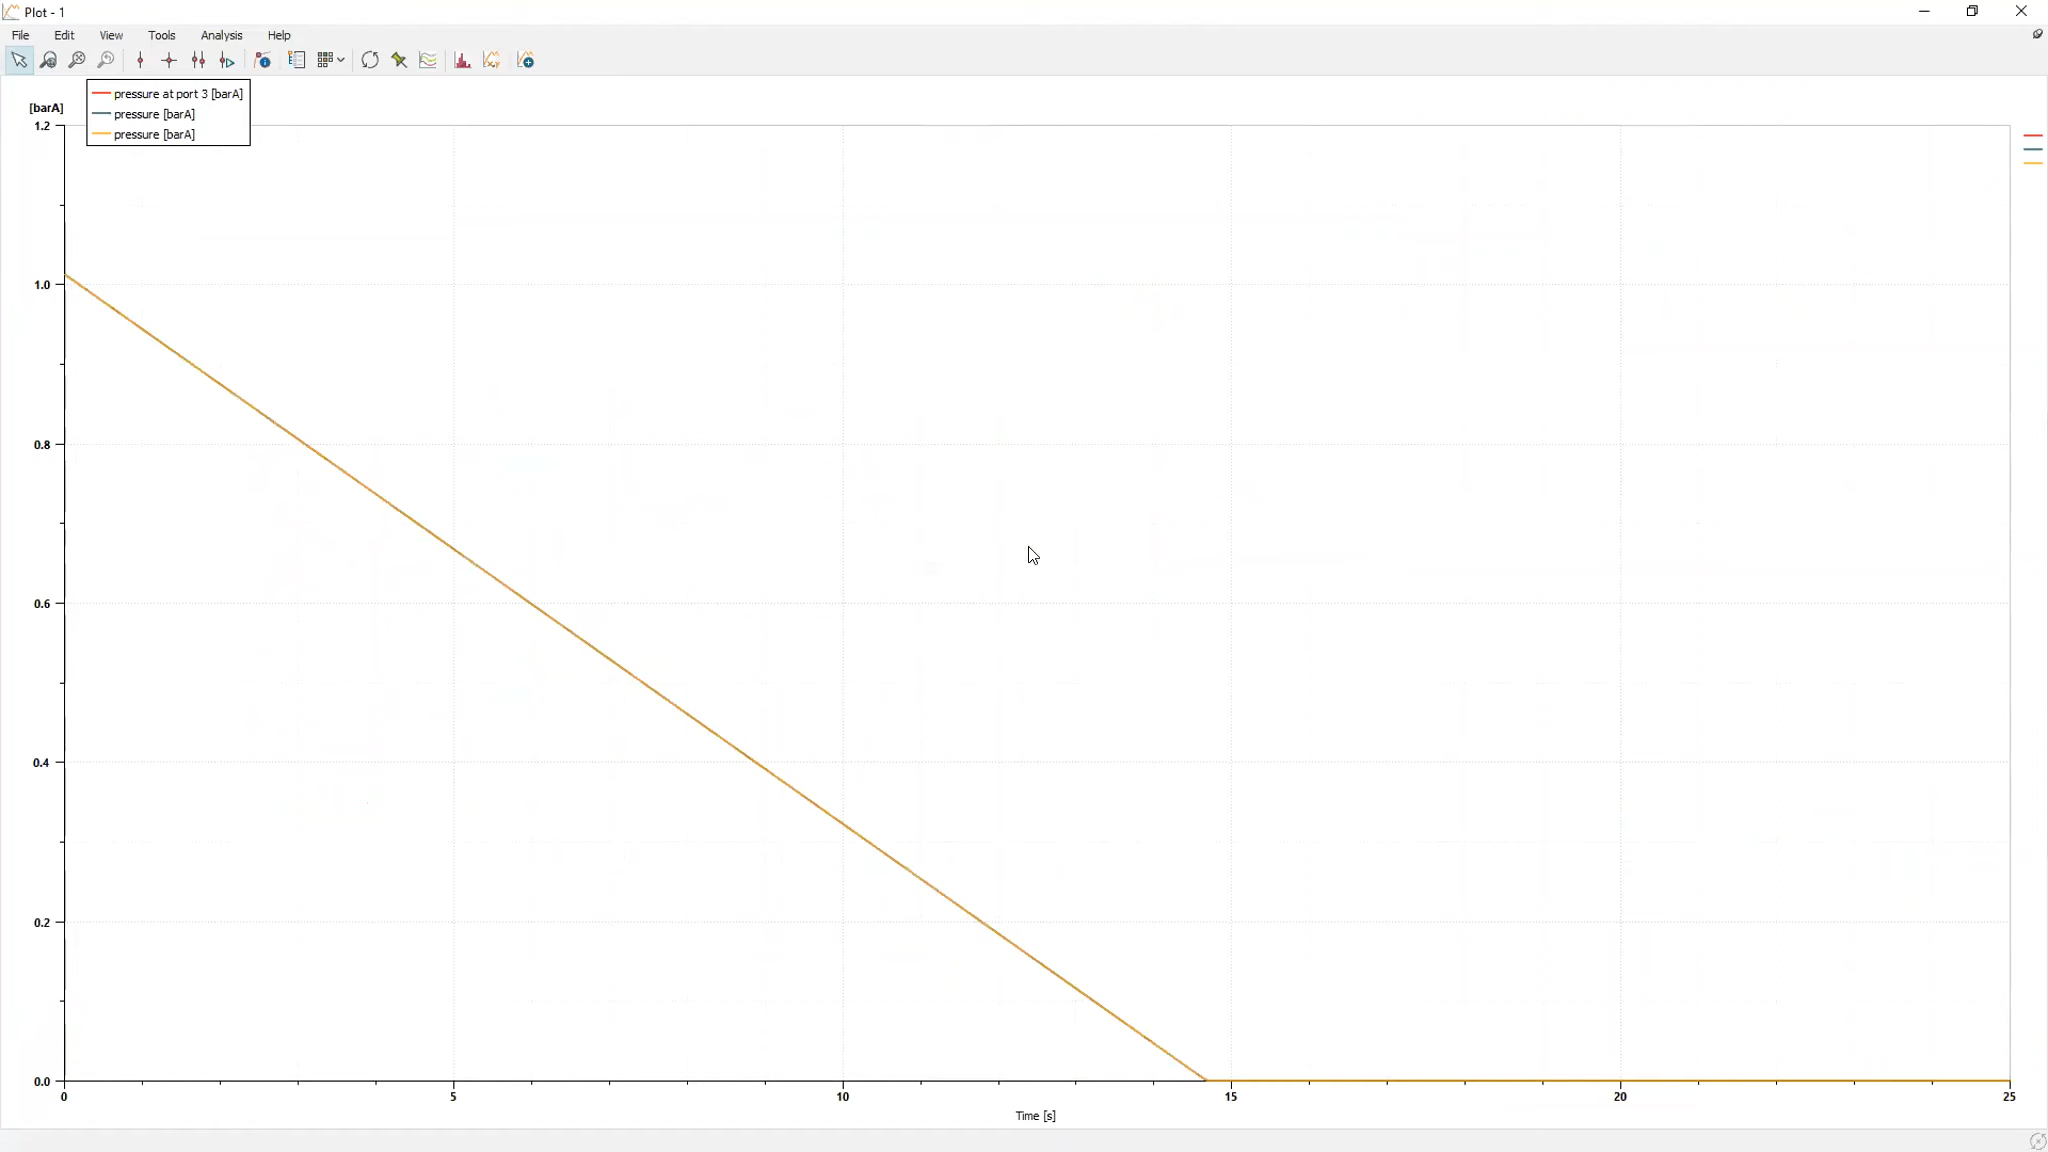 Plot - 1
File Edit View Tools Analysis Help
pressure at port 3 [barA]
pressure [barA]
pressure [barA]
[barA]
1.2
1.0
0.8
0.6
0.4
0.2
0.0
0 5 10 15 20 25
Time [s]